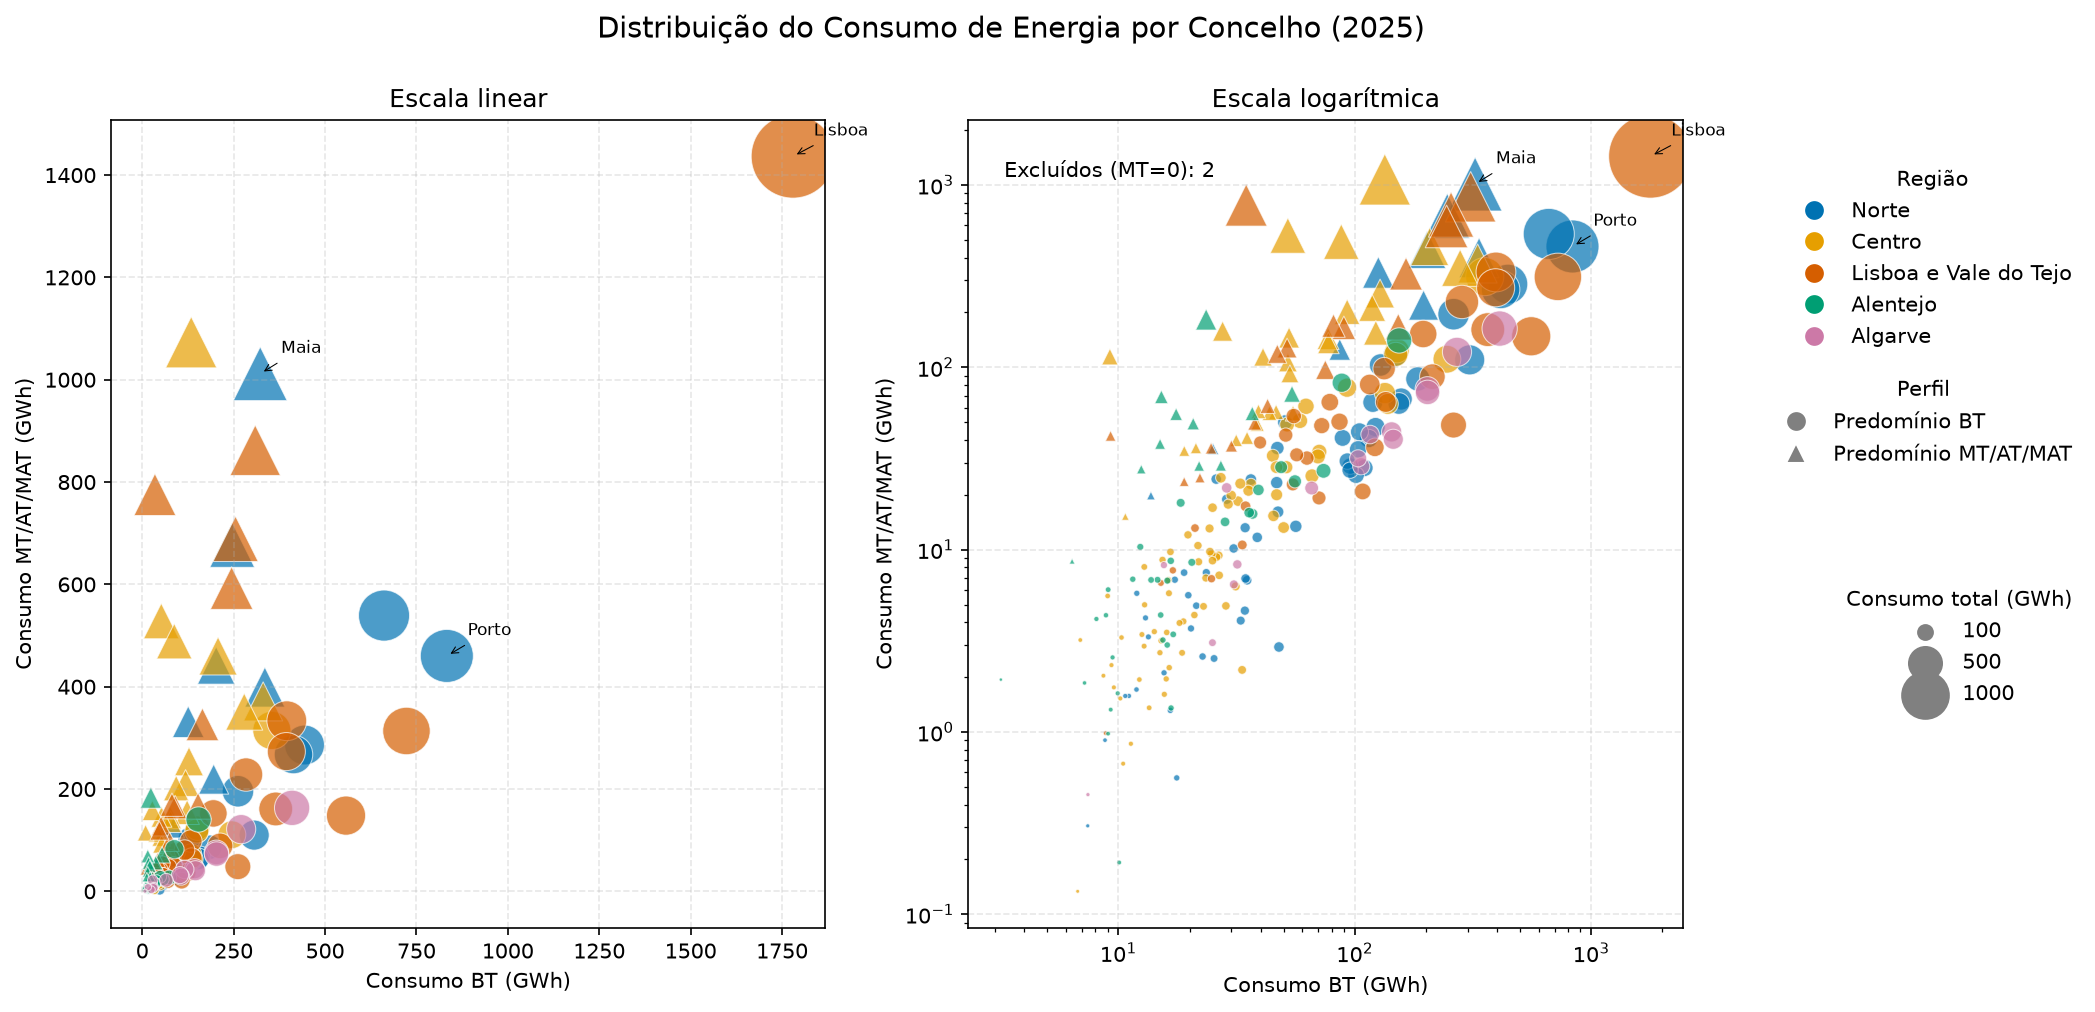 Distribuição do Consumo de Energia por Concelho (2025)
Escala linear
Consumo MT/AT/MAT (GWh)
1400
1200
1000
800
600
400
200
0
0 250 500 750 1000 1250 1500 1750
Consumo BT (GWh)
Lisboa
Maia
Porto
Escala logarítmica
Consumo MT/AT/MAT (GWh)
10³
10²
10¹
10⁰
10⁻¹
10¹ 10² 10³
Consumo BT (GWh)
Excluídos (MT=0): 2
Lisboa
Maia
Porto
Região
Norte
Centro
Lisboa e Vale do Tejo
Alentejo
Algarve
Perfil
Predomínio BT
Predomínio MT/AT/MAT
Consumo total (GWh)
100
500
1000